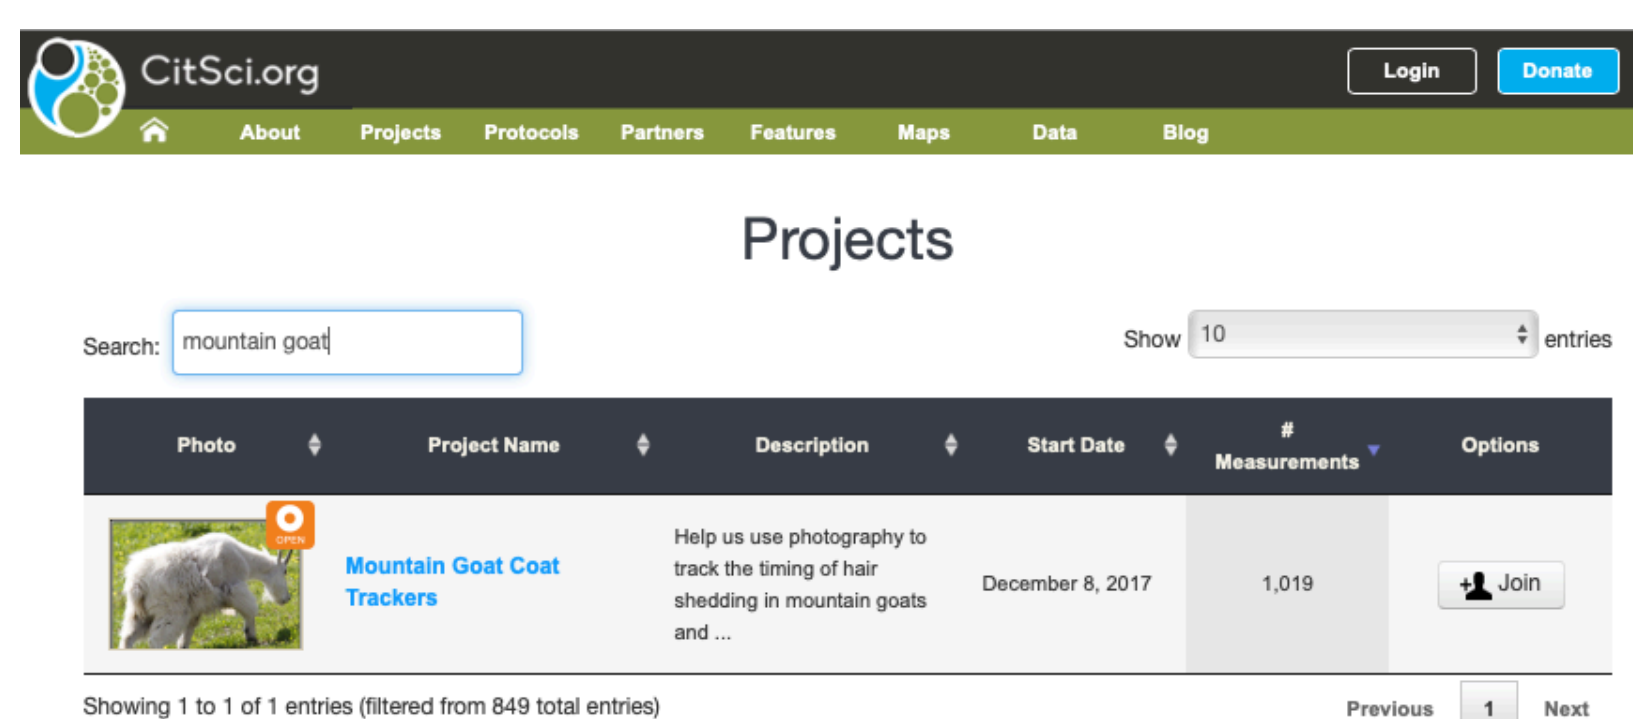 CitSci.org
Login
Donate
About Projects Protocols Partners Features Maps Data Blog
Projects
Search: mountain goat
Show 10 entries
Photo Project Name Description Start Date # Measurements Options
OPEN
Mountain Goat Coat
Trackers
Help us use photography to
track the timing of hair
shedding in mountain goats
and ...
December 8, 2017
1,019
Join
Showing 1 to 1 of 1 entries (filtered from 849 total entries)
Previous 1 Next